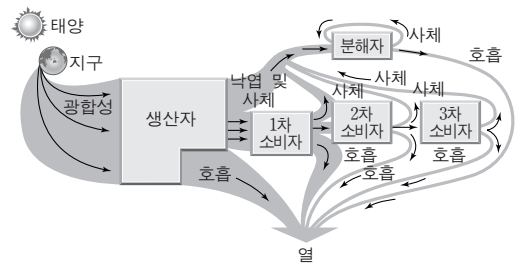 태양
지구
광합성
생산자
낙엽 및
사체
1차
소비자
분해자
사체
호흡
사체
사체
2차
소비자
사체
3차
소비자
호흡
호흡
호흡
호흡
열